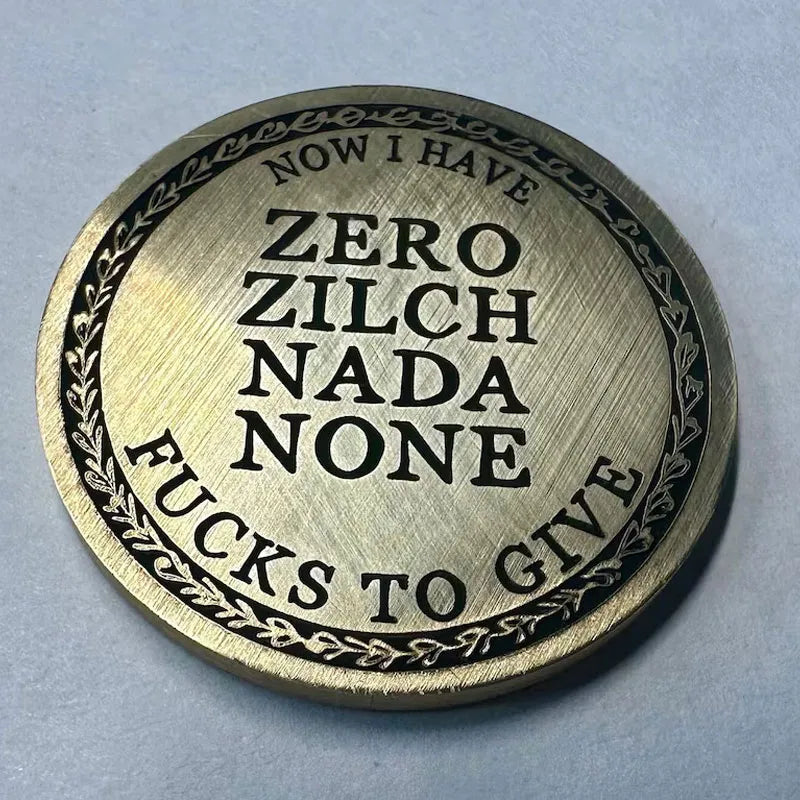 NOW I HAVE
ZERO
ZILCH
NADA
NONE
FUCKS TO GIVE